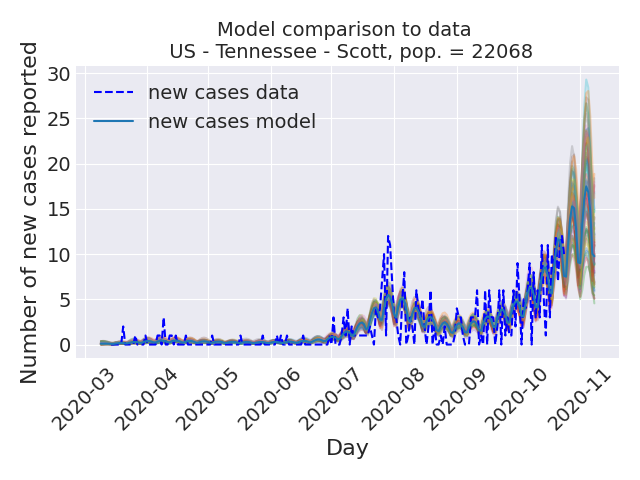 Model comparison to data
US - Tennessee - Scott, pop. = 22068
Number of new cases reported
30
25
20
15
10
5
0
new cases data
new cases model
2020-03
2020-04
2020-05
2020-06
2020-07
2020-08
2020-09
2020-10
2020-11
Day